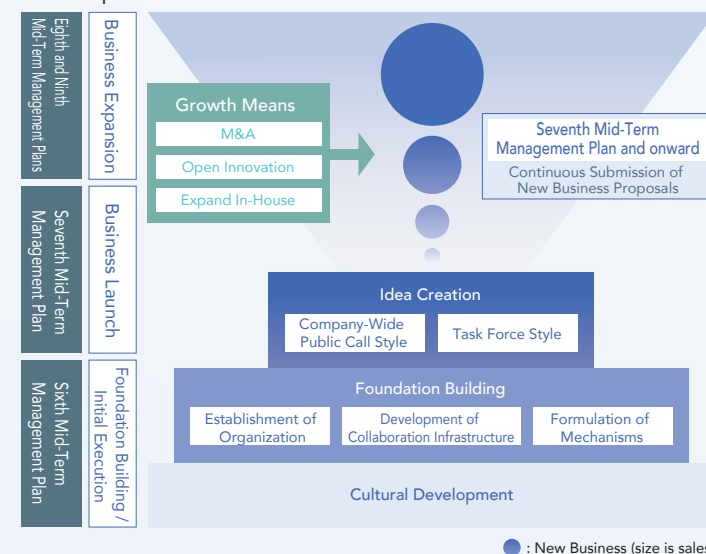 Eighth and Ninth
Mid-Term Management Plans
Business Expansion
Growth Means
M&A
Open Innovation
Expand In-House
Seventh Mid-Term
Management Plan and onward
Continuous Submission of
New Business Proposals
Seventh Mid-Term
Management Plan
Business Launch
Idea Creation
Company-Wide
Public Call Style
Task Force Style
Sixth Mid-Term
Management Plan
Foundation Building /
Initial Execution
Foundation Building
Establishment of
Organization
Development of
Collaboration Infrastructure
Formulation of
Mechanisms
Cultural Development
: New Business (size is sales